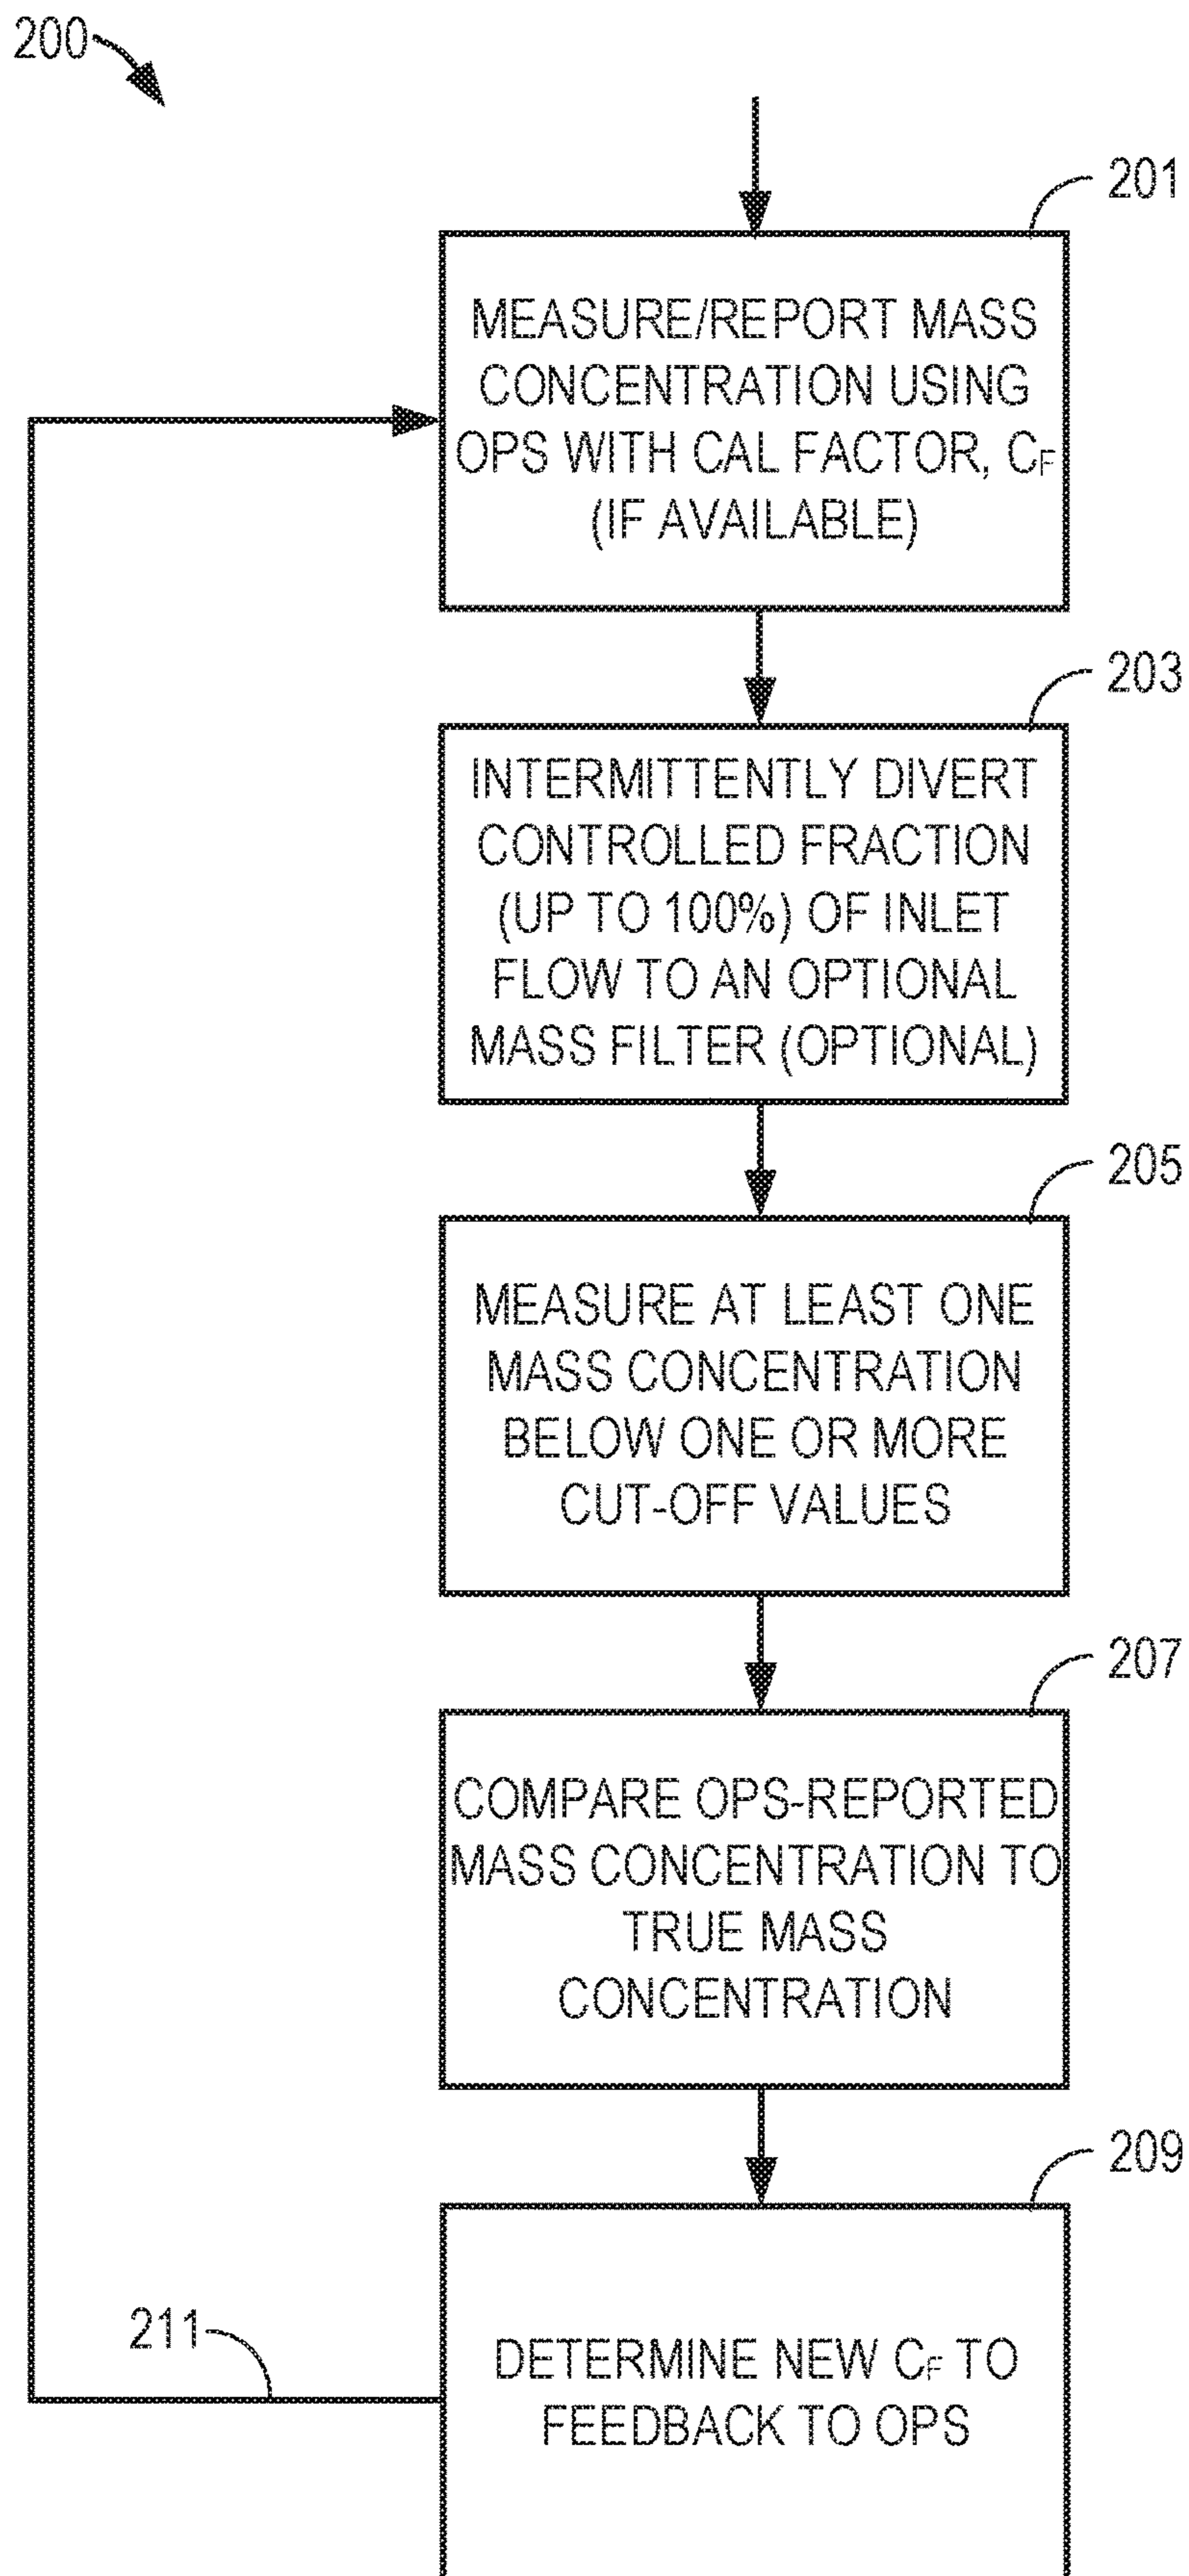 200
201
MEASURE/REPORT MASS
CONCENTRATION USING
OPS WITH CAL FACTOR, CF
(IF AVAILABLE)
203
INTERMITTENTLY DIVERT
CONTROLLED FRACTION
(UP TO 100%) OF INLET
FLOW TO AN OPTIONAL
MASS FILTER (OPTIONAL)
205
MEASURE AT LEAST ONE
MASS CONCENTRATION
BELOW ONE OR MORE
CUT-OFF VALUES
207
COMPARE OPS-REPORTED
MASS CONCENTRATION TO
TRUE MASS
CONCENTRATION
209
211
DETERMINE NEW CF TO
FEEDBACK TO OPS